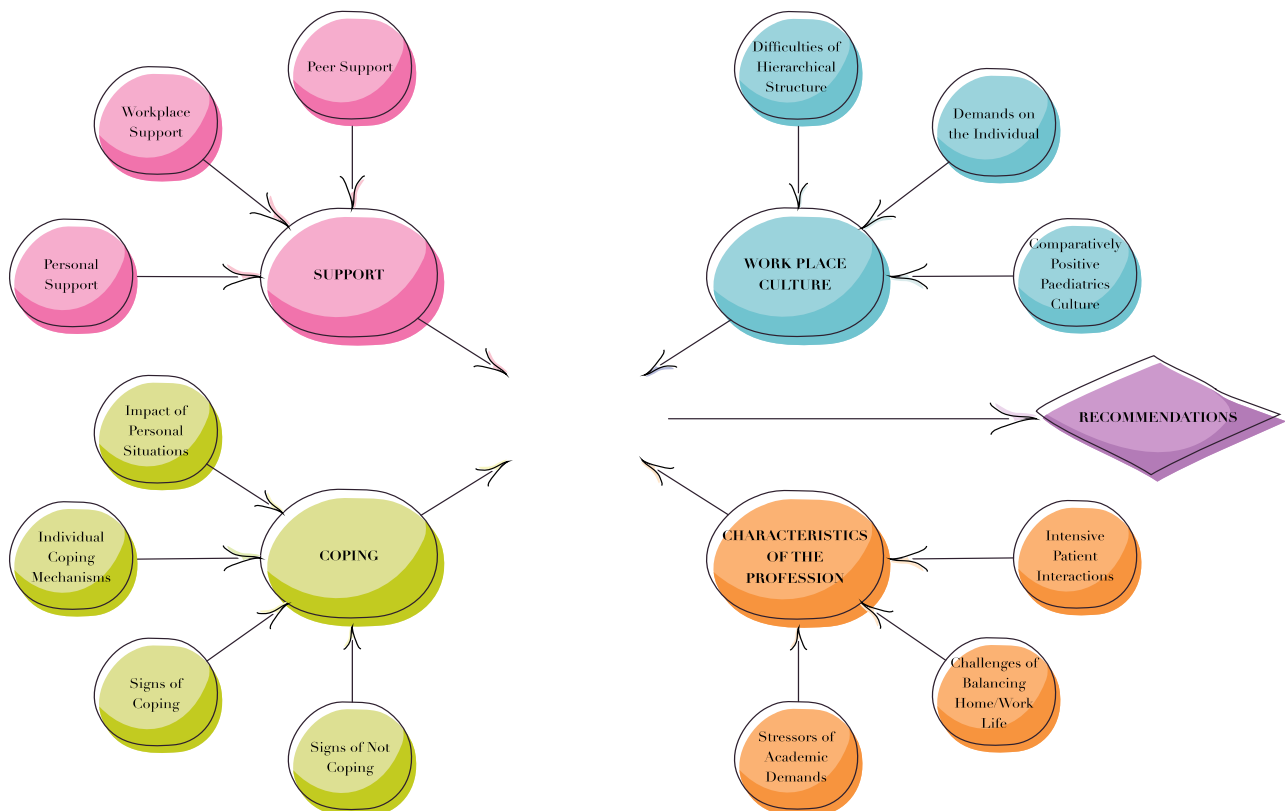 Peer Support
Workplace
Support
Personal
Support
SUPPORT
Difficulties of
Hierarchical
Structure
Demands on
the Individual
Comparatively
Positive
Paediatrics
Culture
WORK PLACE
CULTURE
RECOMMENDATIONS
Impact of
Personal
Situations
Individual
Coping
Mechanisms
Signs of
Coping
Signs of Not
Coping
COPING
CHARACTERISTICS
OF THE
PROFESSION
Intensive
Patient
Interactions
Challenges of
Balancing
Home/Work
Life
Stressors of
Academic
Demands